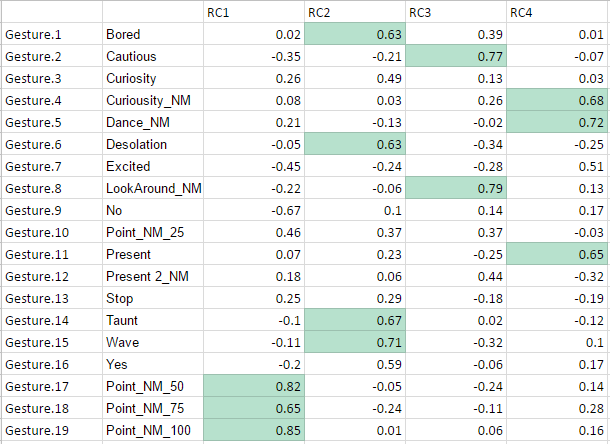 RC1 RC2 RC3 RC4
Gesture.1 Bored 0.02 0.63 0.39 0.01
Gesture.2 Cautious -0.35 -0.21 0.77 -0.07
Gesture.3 Curiosity 0.26 0.49 0.13 0.03
Gesture.4 Curiousity_NM 0.08 0.03 0.26 0.68
Gesture.5 Dance_NM 0.21 -0.13 -0.02 0.72
Gesture.6 Desolation -0.05 0.63 -0.34 -0.25
Gesture.7 Excited -0.45 -0.24 -0.28 0.51
Gesture.8 LookAround_NM -0.22 -0.06 0.79 0.13
Gesture.9 No -0.67 0.1 0.14 0.17
Gesture.10 Point_NM_25 0.46 0.37 0.37 -0.03
Gesture.11 Present 0.07 0.23 -0.25 0.65
Gesture.12 Present 2_NM 0.18 0.06 0.44 -0.32
Gesture.13 Stop 0.25 0.29 -0.18 -0.19
Gesture.14 Taunt -0.1 0.67 0.02 -0.12
Gesture.15 Wave -0.11 0.71 -0.32 0.1
Gesture.16 Yes -0.2 0.59 -0.06 0.17
Gesture.17 Point_NM_50 0.82 -0.05 -0.24 0.14
Gesture.18 Point_NM_75 0.65 -0.24 -0.11 0.28
Gesture.19 Point_NM_100 0.85 0.01 0.06 0.16